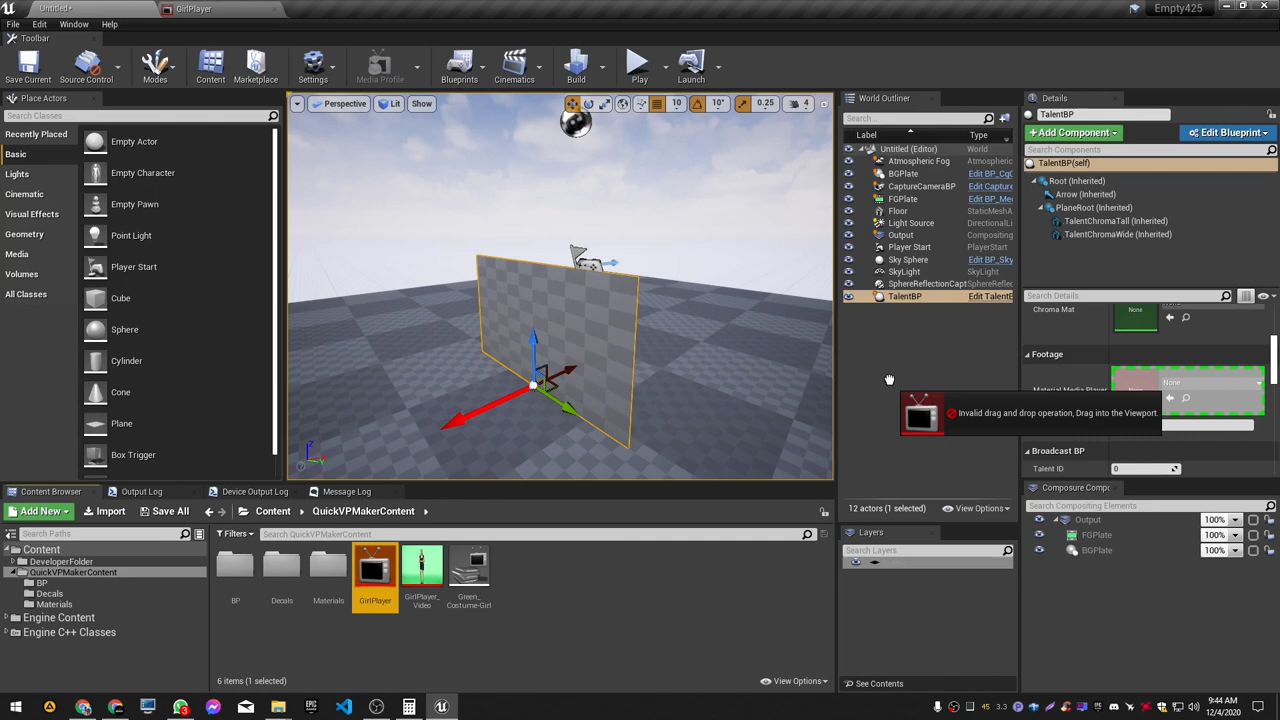 Untitled*
GirlPlayer
Empty425
File
Edit
Window
Help
Toolbar
Save Current
Source Control
Modes
Content
Marketplace
Settings
Media Profile
Blueprints
Cinematics
Build
Play
Launch
Place Actors
Search Classes
Recently Placed
Basic
Lights
Cinematic
Visual Effects
Geometry
Media
Volumes
All Classes
Empty Actor
Empty Character
Empty Pawn
Point Light
Player Start
Cube
Sphere
Cylinder
Cone
Plane
Box Trigger
Perspective
Lit
Show
10
10°
0.25
4
World Outliner
Search...
Label
Type
Untitled (Editor)
World
Atmospheric Fog
Atmospheric
BGPlate
Edit BP_CgC
CaptureCameraBP
Edit Capture
FGPlate
Edit BP_Me
Floor
StaticMeshA
Light Source
Directional
Output
Compositing
Player Start
PlayerStart
Sky Sphere
Edit BP_Sky
SkyLight
SkyLight
SphereReflectionCapt
SphereReflec
TalentBP
Edit TalentB
12 actors (1 selected)
View Options
Layers
Search Layers
See Contents
Details
TalentBP
Add Component
Edit Blueprint
Search Components
TalentBP(self)
Root (Inherited)
Arrow (Inherited)
PlaneRoot (Inherited)
TalentChromaTall (Inherited)
TalentChromaWide (Inherited)
Search Details
Chroma Mat
None
Footage
Material Media Player
None
Invalid drag and drop operation, Drag into the Viewport.
Broadcast BP
Talent ID
0
Composure Compo
Search Compositing Elements
Output
100%
FGPlate
100%
BGPlate
100%
Content Browser
Output Log
Device Output Log
Message Log
Add New
Import
Save All
Content
QuickVPMakerContent
Search Paths
Filters
Search QuickVPMakerContent
Content
DeveloperFolder
QuickVPMakerContent
BP
Decals
Materials
Engine Content
Engine C++ Classes
BP
Decals
Materials
GirlPlayer
GirlPlayer_
Video
Green_
Costume-Girl
6 items (1 selected)
View Options
9:44 AM
12/4/2020